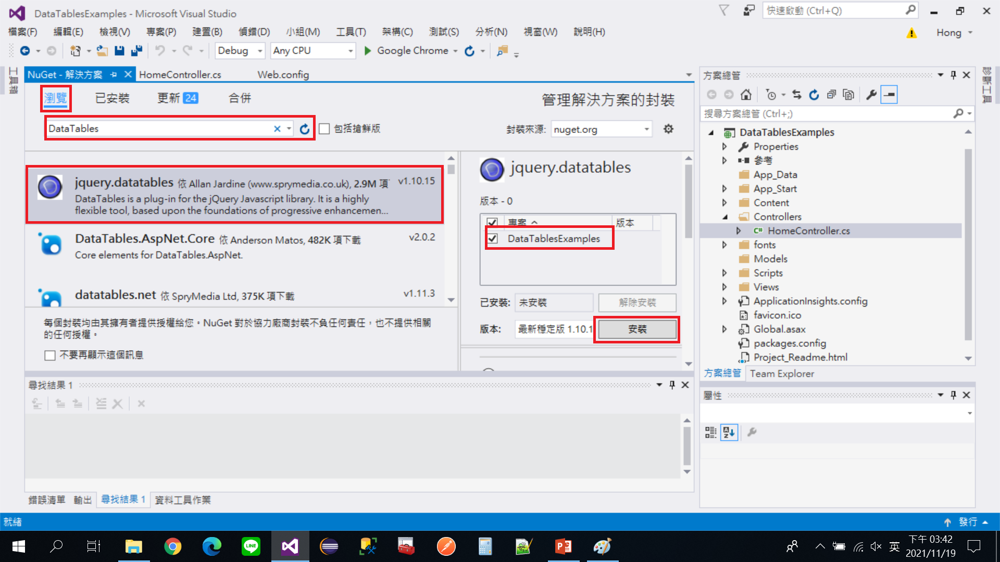 DataTablesExamples - Microsoft Visual Studio
快速啟動 (Ctrl+Q)
檔案(F) 編輯(E) 檢視(V) 專案(P) 建置(B) 偵錯(D) 小組(M) 工具(T) 架構(C) 測試(S) 分析(N) 視窗(W) 說明(H)
Hong
Debug Any CPU Google Chrome
工具箱
NuGet - 解決方案 HomeController.cs Web.config
瀏覽 已安裝 更新 24 合併
管理解決方案的封裝
DataTables
包括搶鮮版
封裝來源: nuget.org
jquery.datatables 依 Allan Jardine (www.sprymedia.co.uk), 2.9M 項 v1.10.15
DataTables is a plug-in for the jQuery Javascript library. It is a highly
flexible tool, based upon the foundations of progressive enhancemen...
DataTables.AspNet.Core 依 Anderson Matos, 482K 項下載 v2.0.2
Core elements for DataTables.AspNet.
datatables.net 依 SpryMedia Ltd, 375K 項下載 v1.11.3
每個封裝均由其擁有者提供授權給您。NuGet 對於協力廠商封裝不負任何責任，也不提供相關
的任何授權。
不要再顯示這個訊息
jquery.datatables
版本 - 0
專案 版本
DataTablesExamples
已安裝: 未安裝 解除安裝
版本: 最新穩定版 1.10.1 安裝
尋找結果 1
錯誤清單 輸出 尋找結果 1 資料工具作業
方案總管
搜尋方案總管 (Ctrl+;)
DataTablesExamples
Properties
參考
App_Data
App_Start
Content
Controllers
C# HomeController.cs
fonts
Models
Scripts
Views
ApplicationInsights.config
favicon.ico
Global.asax
packages.config
Project_Readme.html
方案總管 Team Explorer
屬性
診斷工具
就緒
發行
LINE
英
下午 03:42
2021/11/19